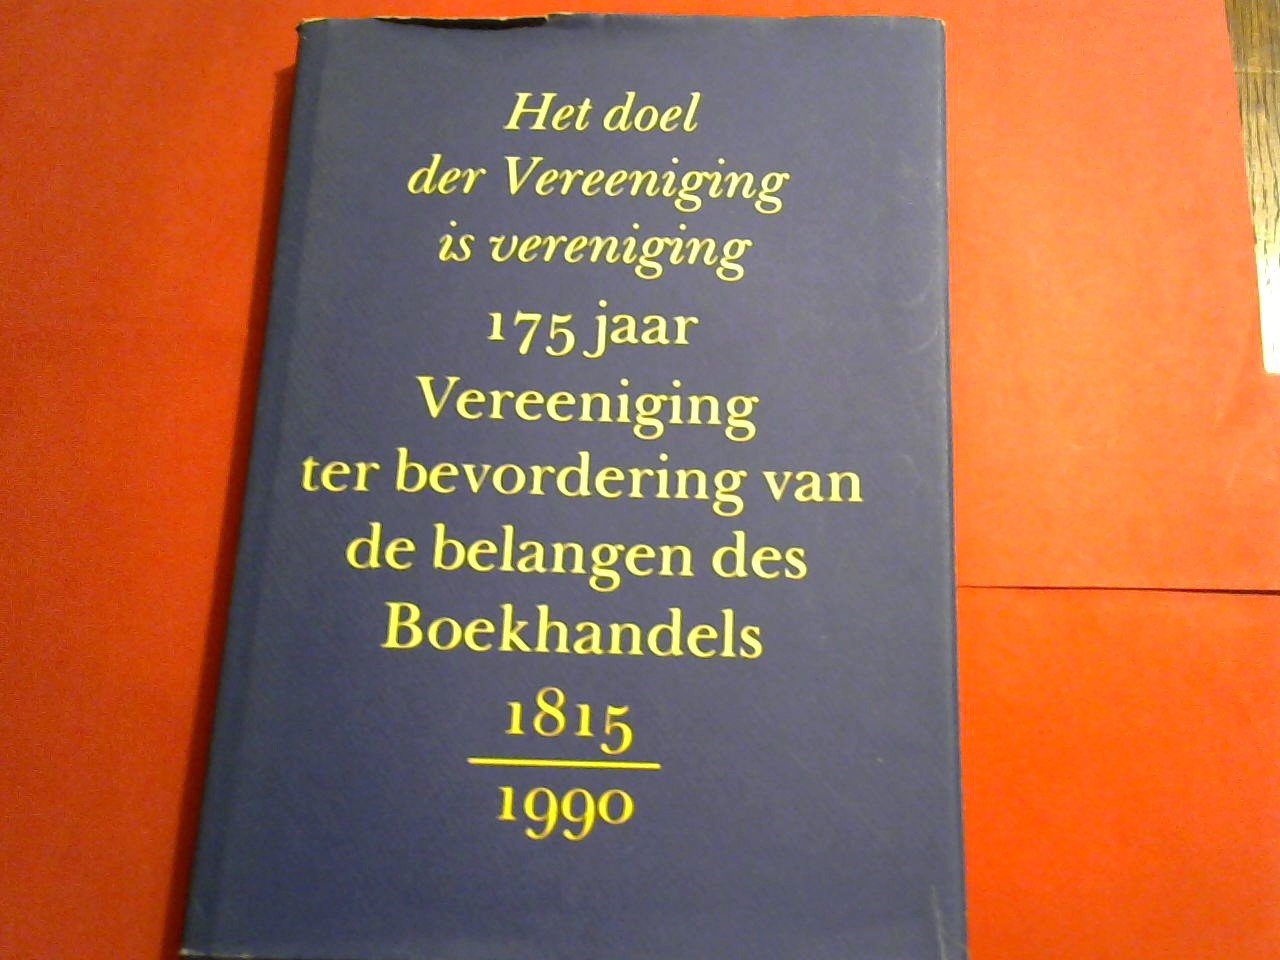 Het doel
der Vereeniging
is vereniging
175 jaar
Vereeniging
ter bevordering van
de belangen des
Boekhandels
1815
1990